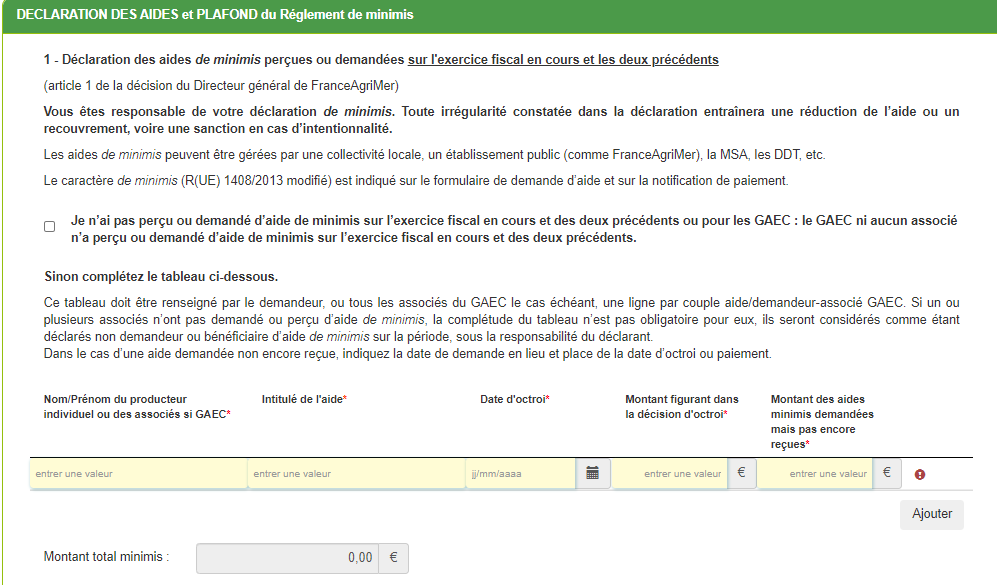 DECLARATION DES AIDES et PLAFOND du Réglement de minimis
1 - Déclaration des aides de minimis perçues ou demandées sur l'exercice fiscal en cours et les deux précédents
(article 1 de la décision du Directeur général de FranceAgriMer)
Vous êtes responsable de votre déclaration de minimis. Toute irrégularité constatée dans la déclaration entraînera une réduction de l'aide ou un
recouvrement, voire une sanction en cas d'intentionnalité.
Les aides de minimis peuvent être gérées par une collectivité locale, un établissement public (comme FranceAgriMer), la MSA, les DDT, etc.
Le caractère de minimis (R(UE) 1408/2013 modifié) est indiqué sur le formulaire de demande d'aide et sur la notification de paiement.
Je n'ai pas perçu ou demandé d'aide de minimis sur l'exercice fiscal en cours et des deux précédents ou pour les GAEC : le GAEC ni aucun associé
n'a perçu ou demandé d'aide de minimis sur l'exercice fiscal en cours et des deux précédents.
Sinon complétez le tableau ci-dessous.
Ce tableau doit être renseigné par le demandeur, ou tous les associés du GAEC le cas échéant, une ligne par couple aide/demandeur-associé GAEC. Si un ou
plusieurs associés n'ont pas demandé ou perçu d'aide de minimis, la complétude du tableau n'est pas obligatoire pour eux, ils seront considérés comme étant
déclarés non demandeur ou bénéficiaire d'aide de minimis sur la période, sous la responsabilité du déclarant.
Dans le cas d'une aide demandée non encore reçue, indiquez la date de demande en lieu et place de la date d'octroi ou paiement.
Nom/Prénom du producteur
individuel ou des associés si GAEC*
Intitulé de l'aide*
Date d'octroi*
Montant figurant dans
la décision d'octroi*
Montant des aides
minimis demandées
mais pas encore
reçues*
entrer une valeur
entrer une valeur
jj/mm/aaaa
entrer une valeur €
entrer une valeur €
Ajouter
Montant total minimis : 0,00 €